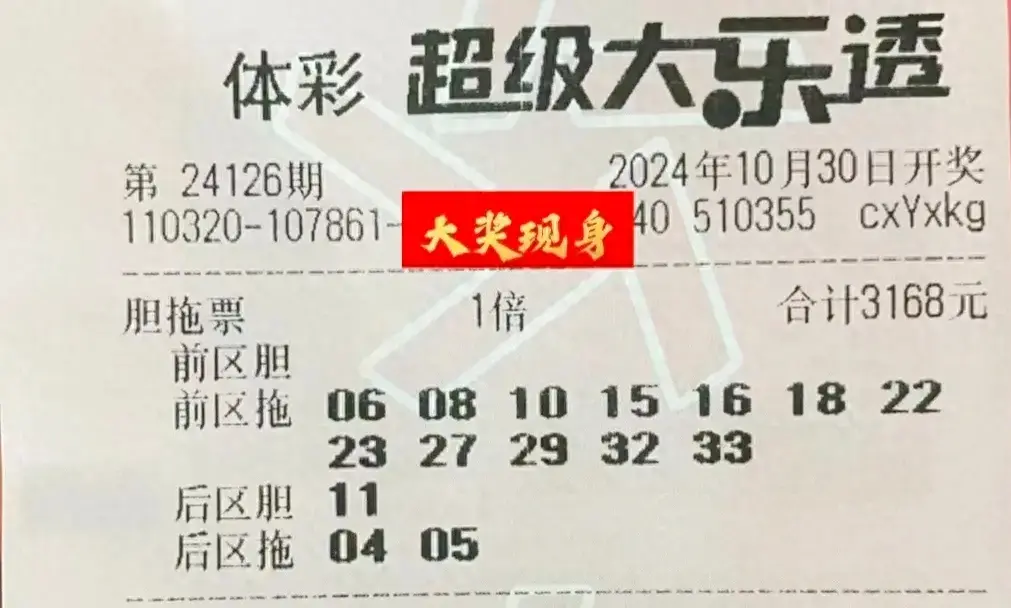 体彩 超级大乐透
第 24126期 2024年10月30日开奖
110320-107861- 大奖现身 40 510355 cxYxkg
胆拖票 1倍 合计3168元
前区胆
前区拖 06 08 10 15 16 18 22
23 27 29 32 33
后区胆 11
后区拖 04 05